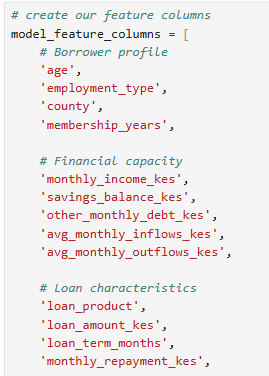 # create our feature columns
model_feature_columns = [
# Borrower profile
'age',
'employment_type',
'county',
'membership_years',
# Financial capacity
'monthly_income_kes',
'savings_balance_kes',
'other_monthly_debt_kes',
'avg_monthly_inflows_kes',
'avg_monthly_outflows_kes',
# Loan characteristics
'loan_product',
'loan_amount_kes',
'loan_term_months',
'monthly_repayment_kes',